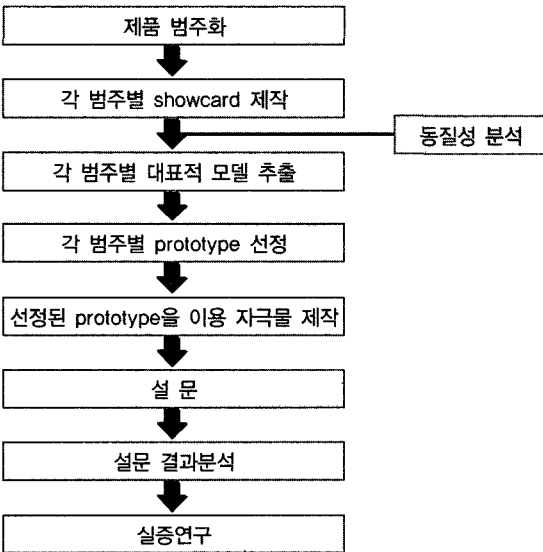 제품 범주화
각 범주별 showcard 제작
동질성 분석
각 범주별 대표적 모델 추출
각 범주별 prototype 선정
선정된 prototype을 이용 자극물 제작
설 문
설문 결과분석
실증연구